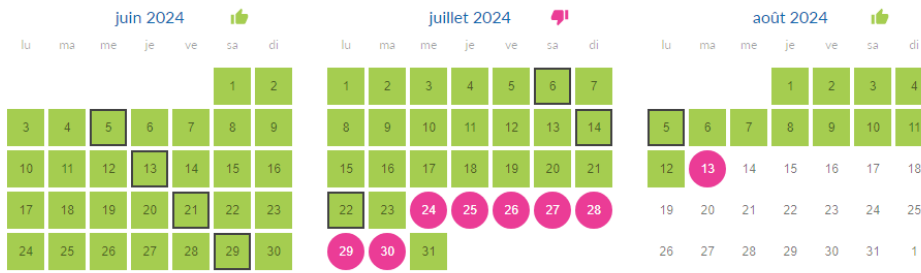 juin 2024
lu ma me je ve sa di
1 2
3 4 5 6 7 8 9
10 11 12 13 14 15 16
17 18 19 20 21 22 23
24 25 26 27 28 29 30
juillet 2024
lu ma me je ve sa di
1 2 3 4 5 6 7
8 9 10 11 12 13 14
15 16 17 18 19 20 21
22 23 24 25 26 27 28
29 30 31
août 2024
lu ma me je ve sa di
1 2 3 4
5 6 7 8 9 10 11
12 13 14 15 16 17 18
19 20 21 22 23 24 25
26 27 28 29 30 31 1